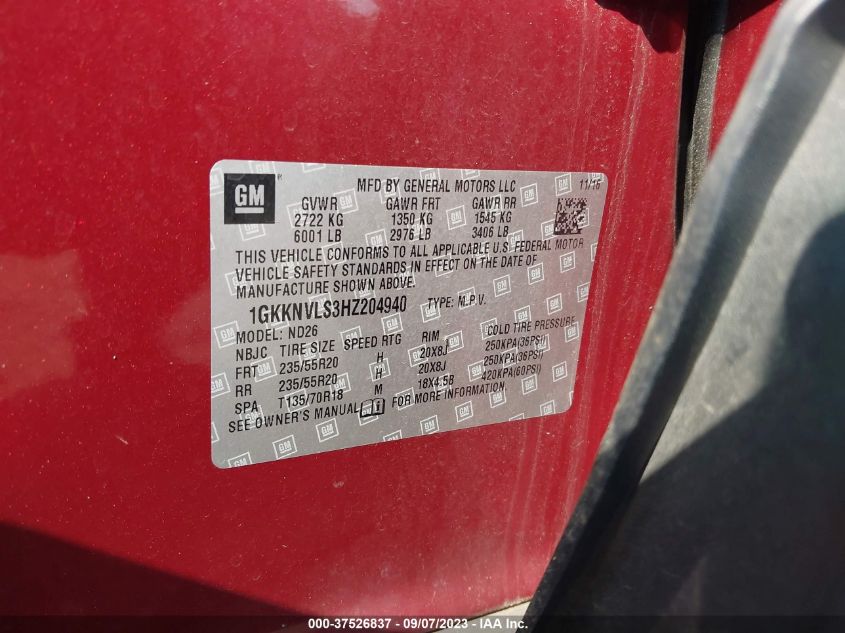 GM
MFD BY GENERAL MOTORS LLC 11/16
GVWR GAWR FRT GAWR RR
2722 KG 1350 KG 1545 KG
6001 LB 2976 LB 3406 LB
THIS VEHICLE CONFORMS TO ALL APPLICABLE U.S. FEDERAL MOTOR
VEHICLE SAFETY STANDARDS IN EFFECT ON THE DATE OF
MANUFACTURE SHOWN ABOVE.
1GKKNVLS3HZ204940 TYPE: M.P.V.
MODEL: ND26
NBJC TIRE SIZE SPEED RTG RIM COLD TIRE PRESSURE
FRT 235/55R20 H 20X8J 250KPA(36PSI)
RR 235/55R20 H 20X8J 250KPA(36PSI)
SPA T135/70R18 M 18X4.5B 420KPA(60PSI)
SEE OWNER'S MANUAL FOR MORE INFORMATION.
000-37526837 - 09/07/2023 - IAA Inc.